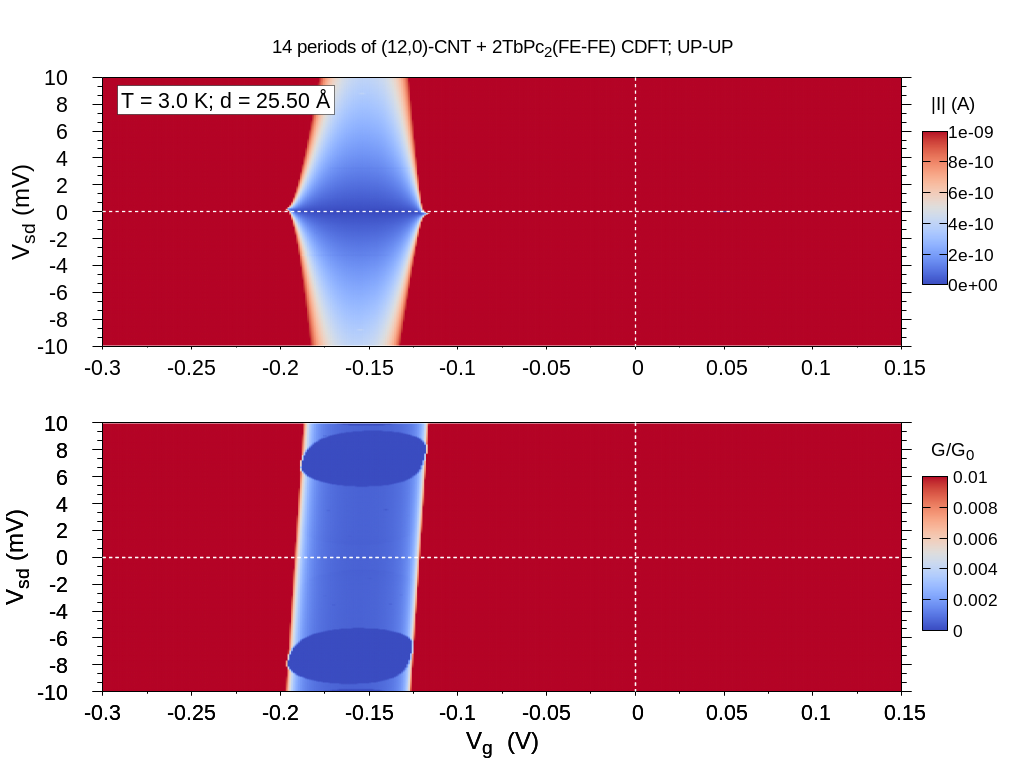 14 periods of (12,0)-CNT + 2TbPc2(FE-FE) CDFT; UP-UP
T = 3.0 K; d = 25.50 Å
|I| (A)
10
8
6
4
2
0
-2
-4
-6
-8
-10
Vsd (mV)
1e-09
8e-10
6e-10
4e-10
2e-10
0e+00
-0.3 -0.25 -0.2 -0.15 -0.1 -0.05 0 0.05 0.1 0.15
G/G0
10
8
6
4
2
0
-2
-4
-6
-8
-10
Vsd (mV)
0.01
0.008
0.006
0.004
0.002
0
-0.3 -0.25 -0.2 -0.15 -0.1 -0.05 0 0.05 0.1 0.15
Vg (V)